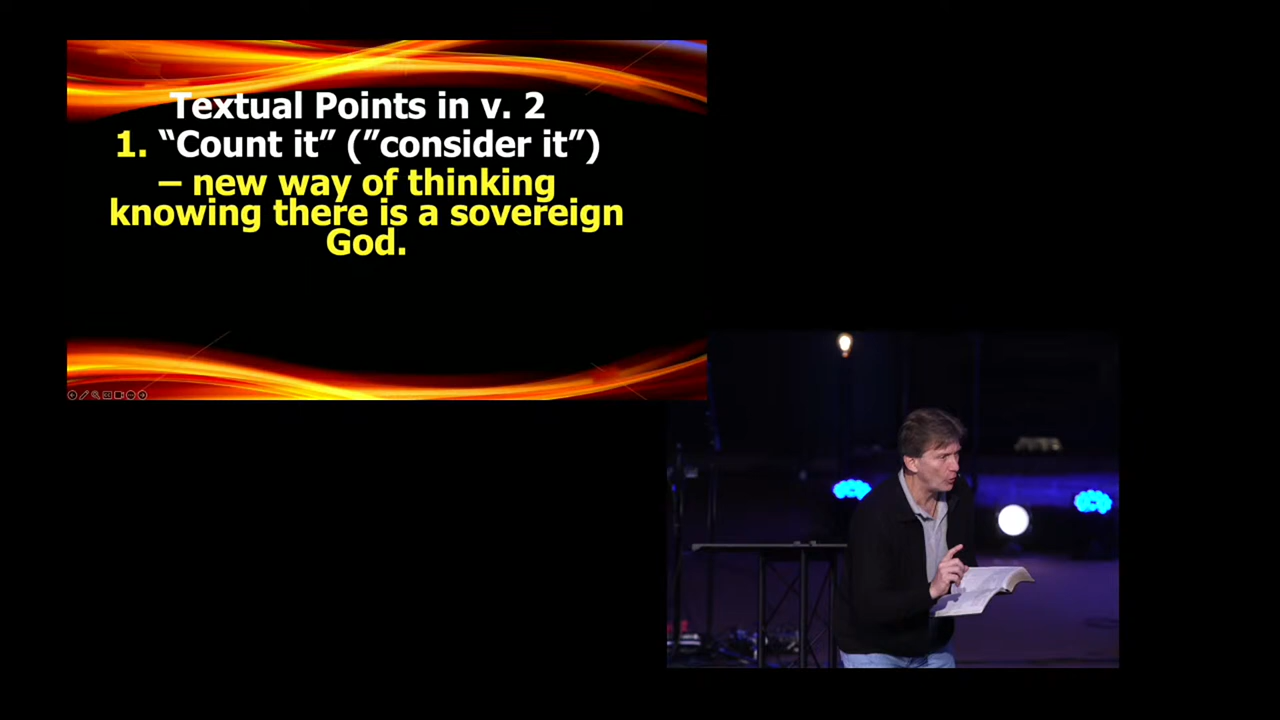 Textual Points in v. 2
1. “Count it” (”consider it”)
– new way of thinking
knowing there is a sovereign
God.